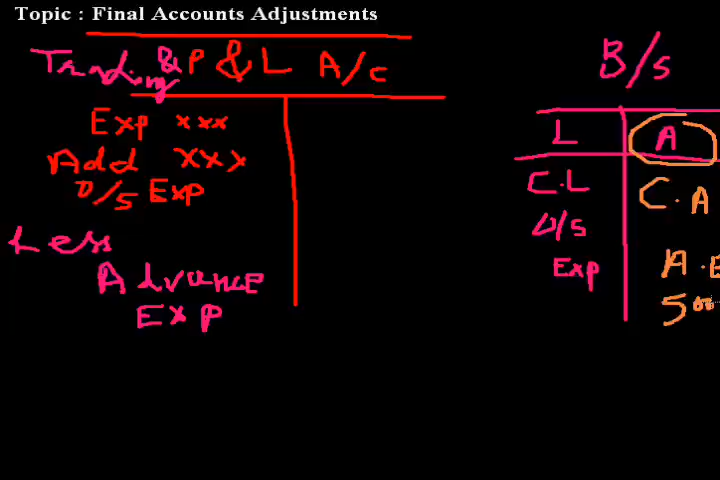 Topic : Final Accounts Adjustments
Trading & P & L A/c
Exp xxx
Add xxx
O/s Exp
Less
Advance
Exp
B/s
L A
C.L C.A
O/s
Exp A.E